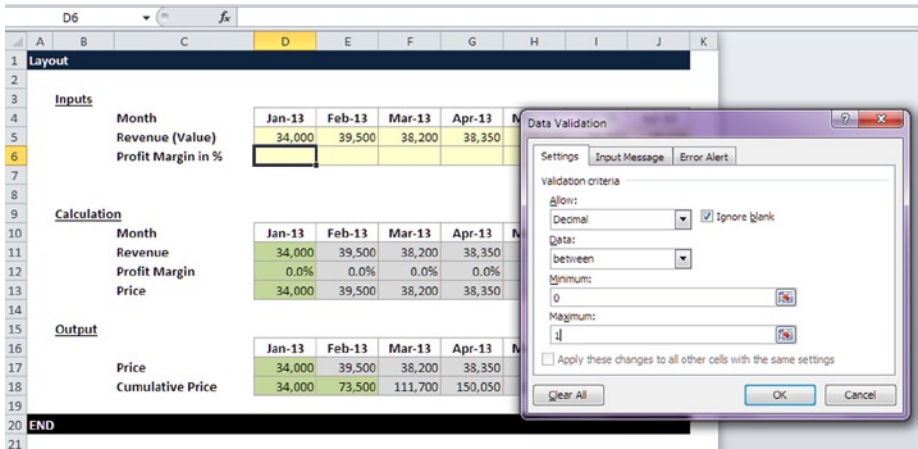 D6 fx
A B C D E F G H I J K
1 Layout
2
3 Inputs
4 Month Jan-13 Feb-13 Mar-13 Apr-13
5 Revenue (Value) 34,000 39,500 38,200 38,350
6 Profit Margin in %
7
8
9 Calculation
10 Month Jan-13 Feb-13 Mar-13 Apr-13
11 Revenue 34,000 39,500 38,200 38,350
12 Profit Margin 0.0% 0.0% 0.0% 0.0%
13 Price 34,000 39,500 38,200 38,350
14
15 Output
16 Jan-13 Feb-13 Mar-13 Apr-13
17 Price 34,000 39,500 38,200 38,350
18 Cumulative Price 34,000 73,500 111,700 150,050
19
20 END
21
Data Validation
Settings Input Message Error Alert
Validation criteria
Allow:
Decimal Ignore blank
Data:
between
Minimum:
0
Maximum:
1
Apply these changes to all other cells with the same settings
Clear All OK Cancel